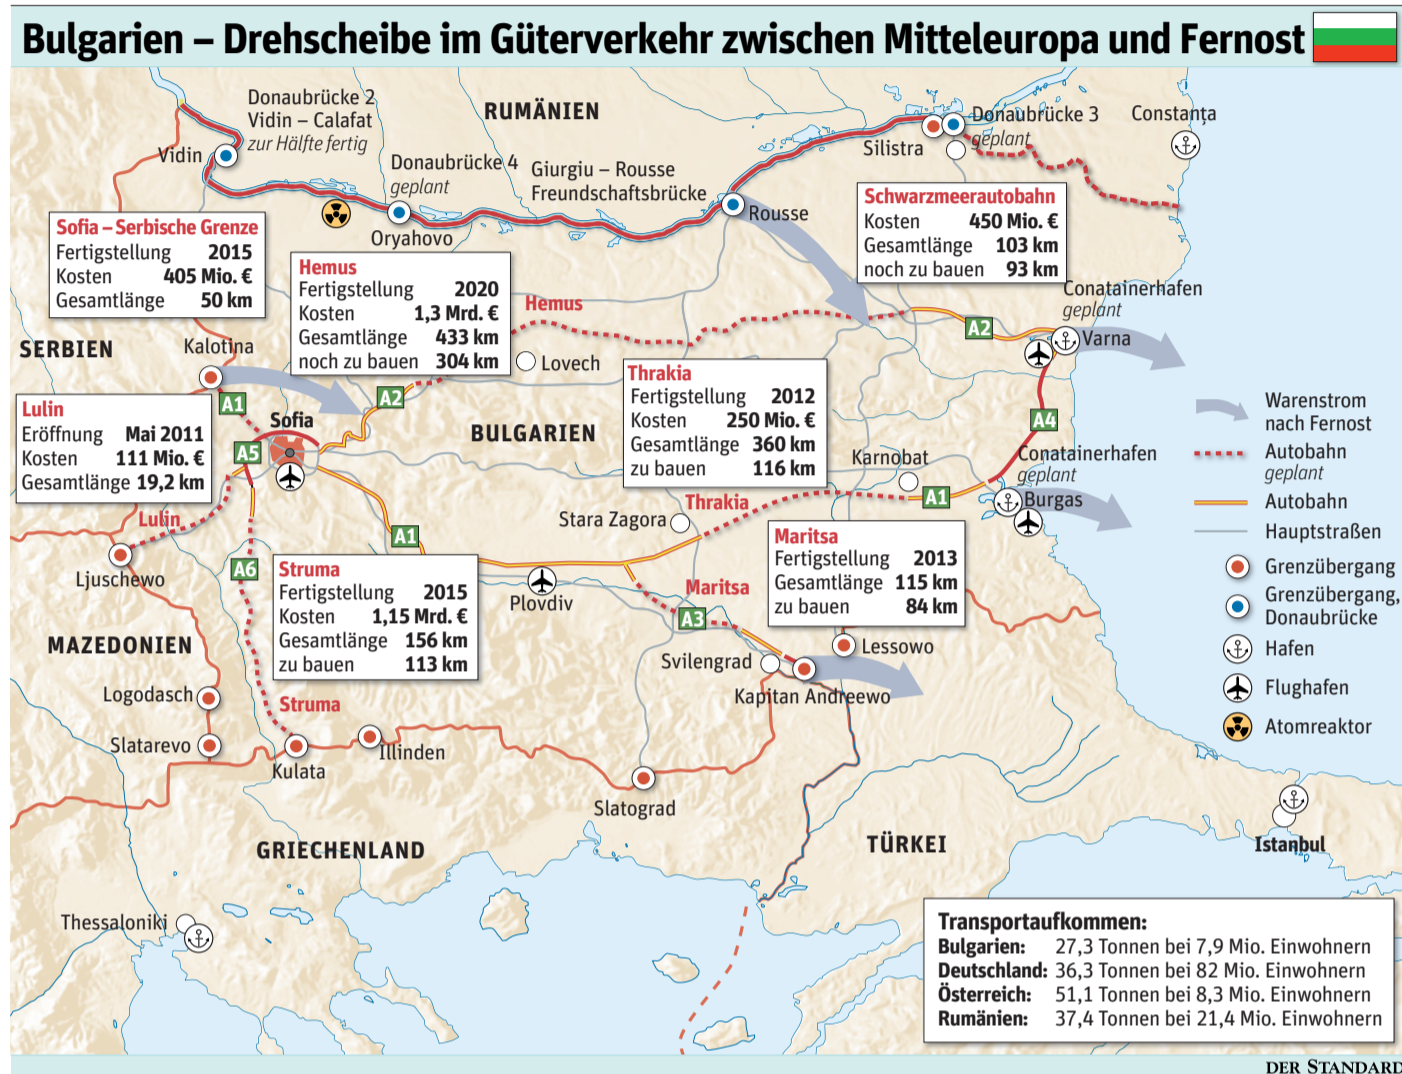 Bulgarien – Drehscheibe im Güterverkehr zwischen Mitteleuropa und Fernost
Donaubrücke 2
Vidin – Calafat
zur Hälfte fertig
Vidin
RUMÄNIEN
Donaubrücke 4
geplant
Oryahovo
Giurgiu – Rousse
Freundschaftsbrücke
Rousse
Silistra
Donaubrücke 3
geplant
Constanța
Sofia – Serbische Grenze
Fertigstellung 2015
Kosten 405 Mio. €
Gesamtlänge 50 km
Hemus
Fertigstellung 2020
Kosten 1,3 Mrd. €
Gesamtlänge 433 km
noch zu bauen 304 km
Schwarzmeerautobahn
Kosten 450 Mio. €
Gesamtlänge 103 km
noch zu bauen 93 km
Hemus
Conatainerhafen
geplant
A2
Varna
SERBIEN
Kalotina
Lovech
A1
A2
Lulin
Eröffnung Mai 2011
Kosten 111 Mio. €
Gesamtlänge 19,2 km
Sofia
A5
BULGARIEN
Thrakia
Fertigstellung 2012
Kosten 250 Mio. €
Gesamtlänge 360 km
zu bauen 116 km
A4
Karnobat
Conatainerhafen
geplant
A1
Burgas
Warenstrom
nach Fernost
Autobahn
geplant
Autobahn
Hauptstraßen
Grenzübergang
Grenzübergang,
Donaubrücke
Hafen
Flughafen
Atomreaktor
Lulin
Ljuschewo
A1
Stara Zagora
Thrakia
A6
Struma
Fertigstellung 2015
Kosten 1,15 Mrd. €
Gesamtlänge 156 km
zu bauen 113 km
Plovdiv
Maritsa
Fertigstellung 2013
Gesamtlänge 115 km
zu bauen 84 km
Maritsa
A3
MAZEDONIEN
Svilengrad
Lessowo
Kapitan Andreewo
Logodasch
Struma
Slatarevo
Kulata
Illinden
Slatograd
GRIECHENLAND
TÜRKEI
Istanbul
Thessaloniki
Transportaufkommen:
Bulgarien: 27,3 Tonnen bei 7,9 Mio. Einwohnern
Deutschland: 36,3 Tonnen bei 82 Mio. Einwohnern
Österreich: 51,1 Tonnen bei 8,3 Mio. Einwohnern
Rumänien: 37,4 Tonnen bei 21,4 Mio. Einwohnern
DER STANDARD